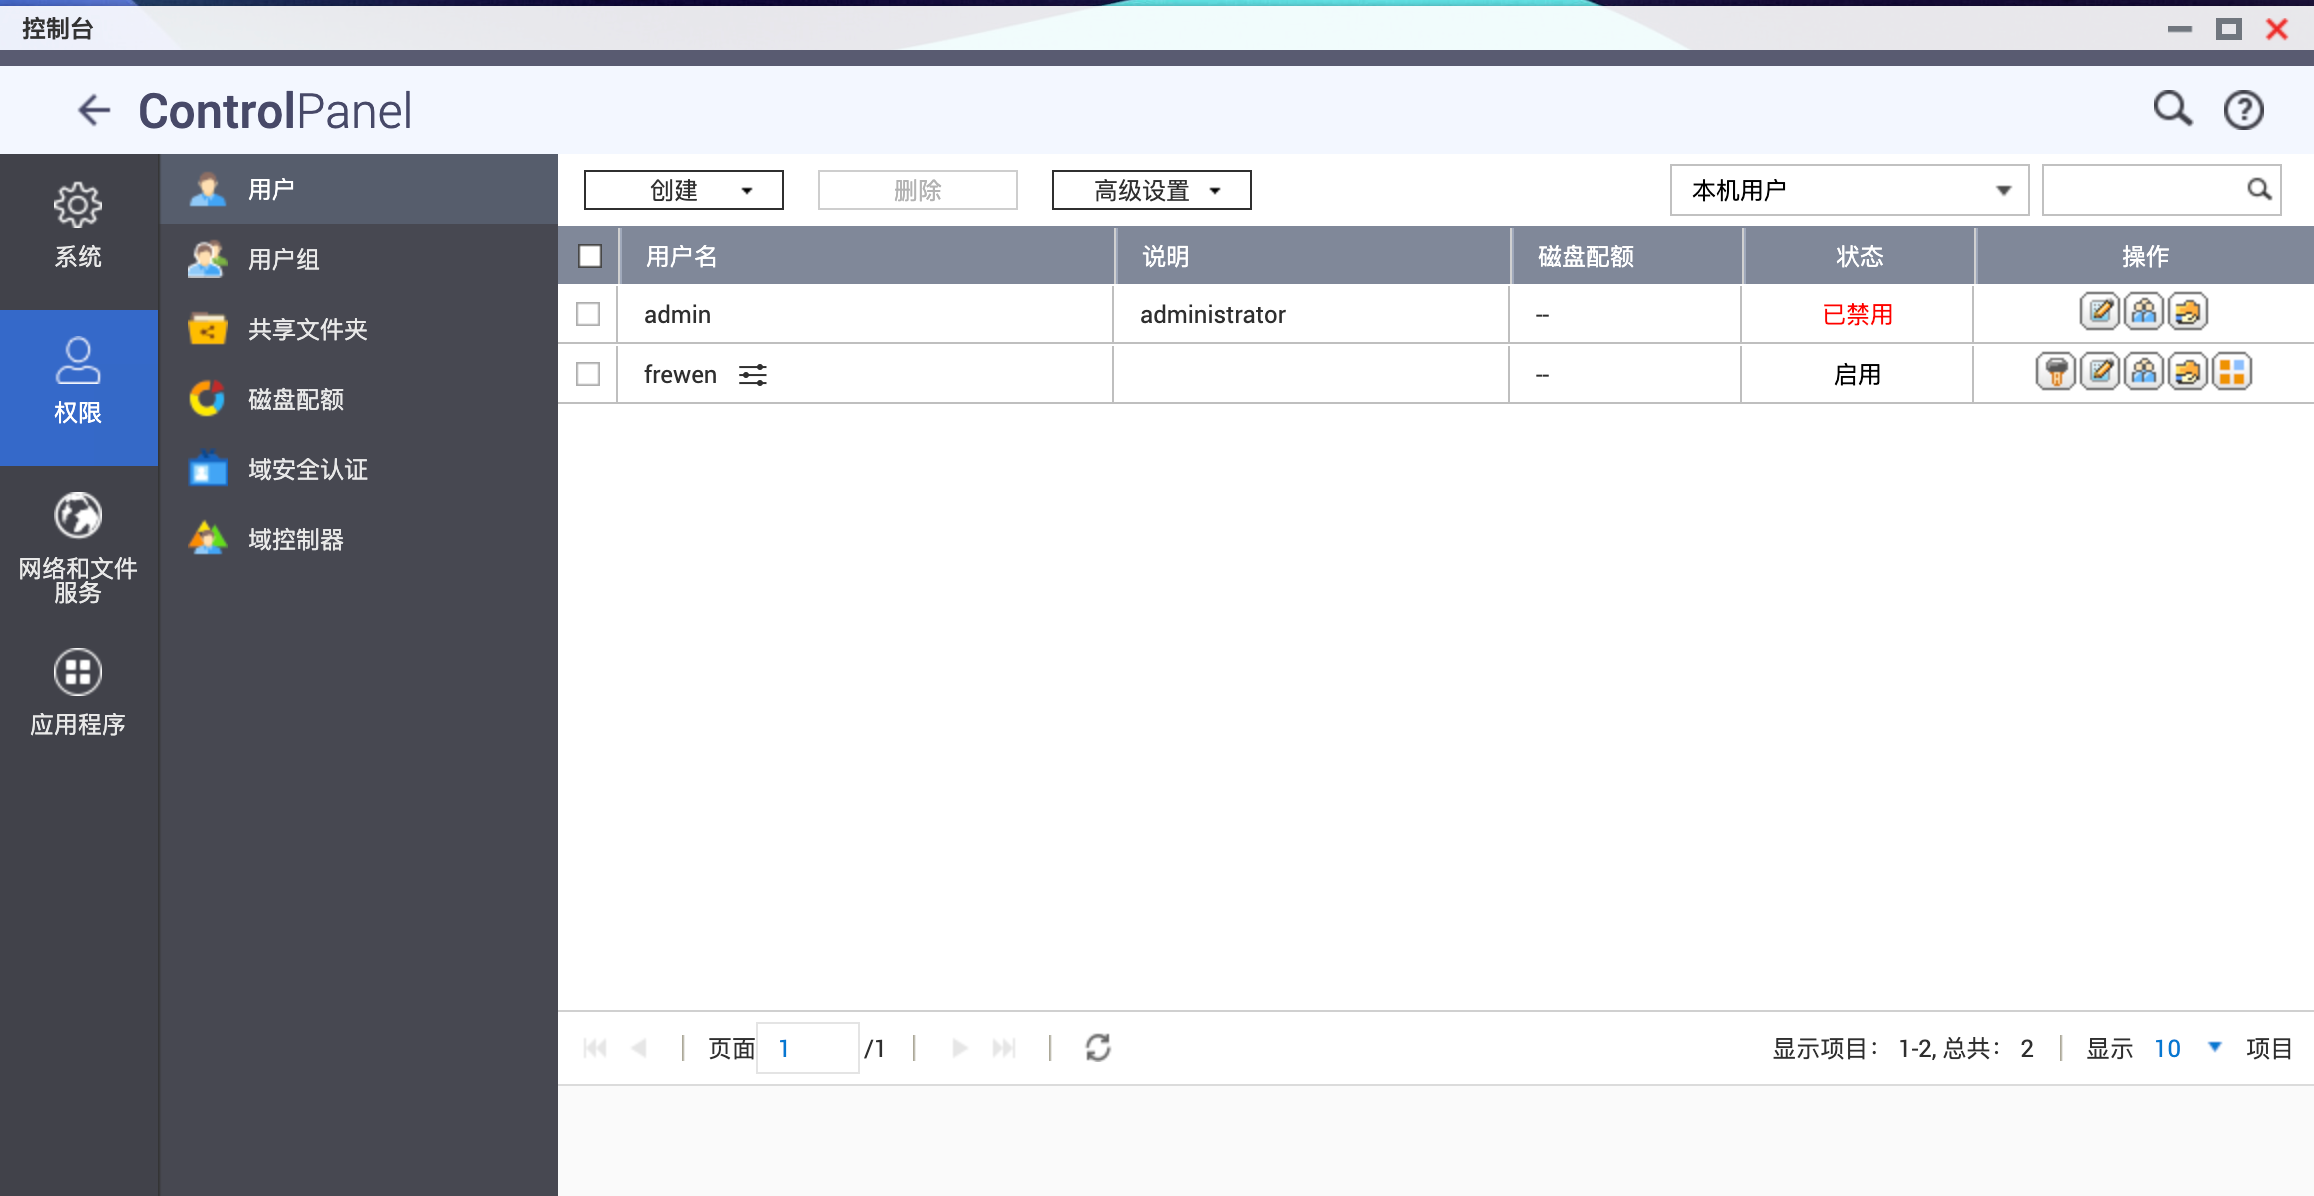 控制台
ControlPanel
系统
权限
网络和文件
服务
应用程序
用户
用户组
共享文件夹
磁盘配额
域安全认证
域控制器
创建
删除
高级设置
本机用户
用户名 说明 磁盘配额 状态 操作
admin administrator -- 已禁用
frewen -- 启用
页面 1 /1
显示项目： 1-2, 总共： 2 显示 10 项目